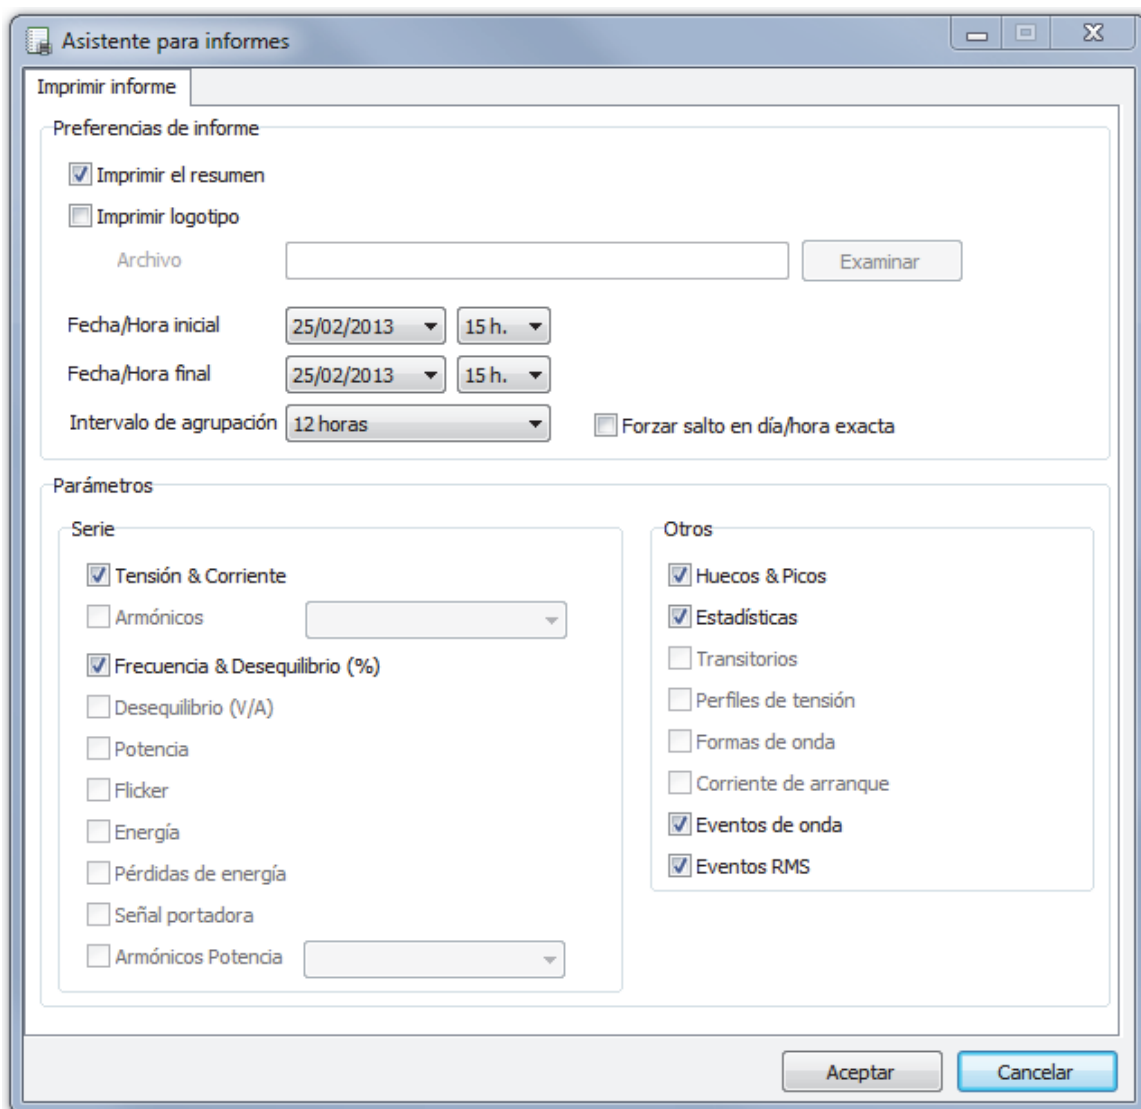 Asistente para informes
Imprimir informe
Preferencias de informe
Imprimir el resumen
Imprimir logotipo
Archivo
Examinar
Fecha/Hora inicial 25/02/2013 15 h.
Fecha/Hora final 25/02/2013 15 h.
Intervalo de agrupación 12 horas Forzar salto en día/hora exacta
Parámetros
Serie
Tensión & Corriente
Armónicos
Frecuencia & Desequilibrio (%)
Desequilibrio (V/A)
Potencia
Flicker
Energía
Pérdidas de energía
Señal portadora
Armónicos Potencia
Otros
Huecos & Picos
Estadísticas
Transitorios
Perfiles de tensión
Formas de onda
Corriente de arranque
Eventos de onda
Eventos RMS
Aceptar Cancelar